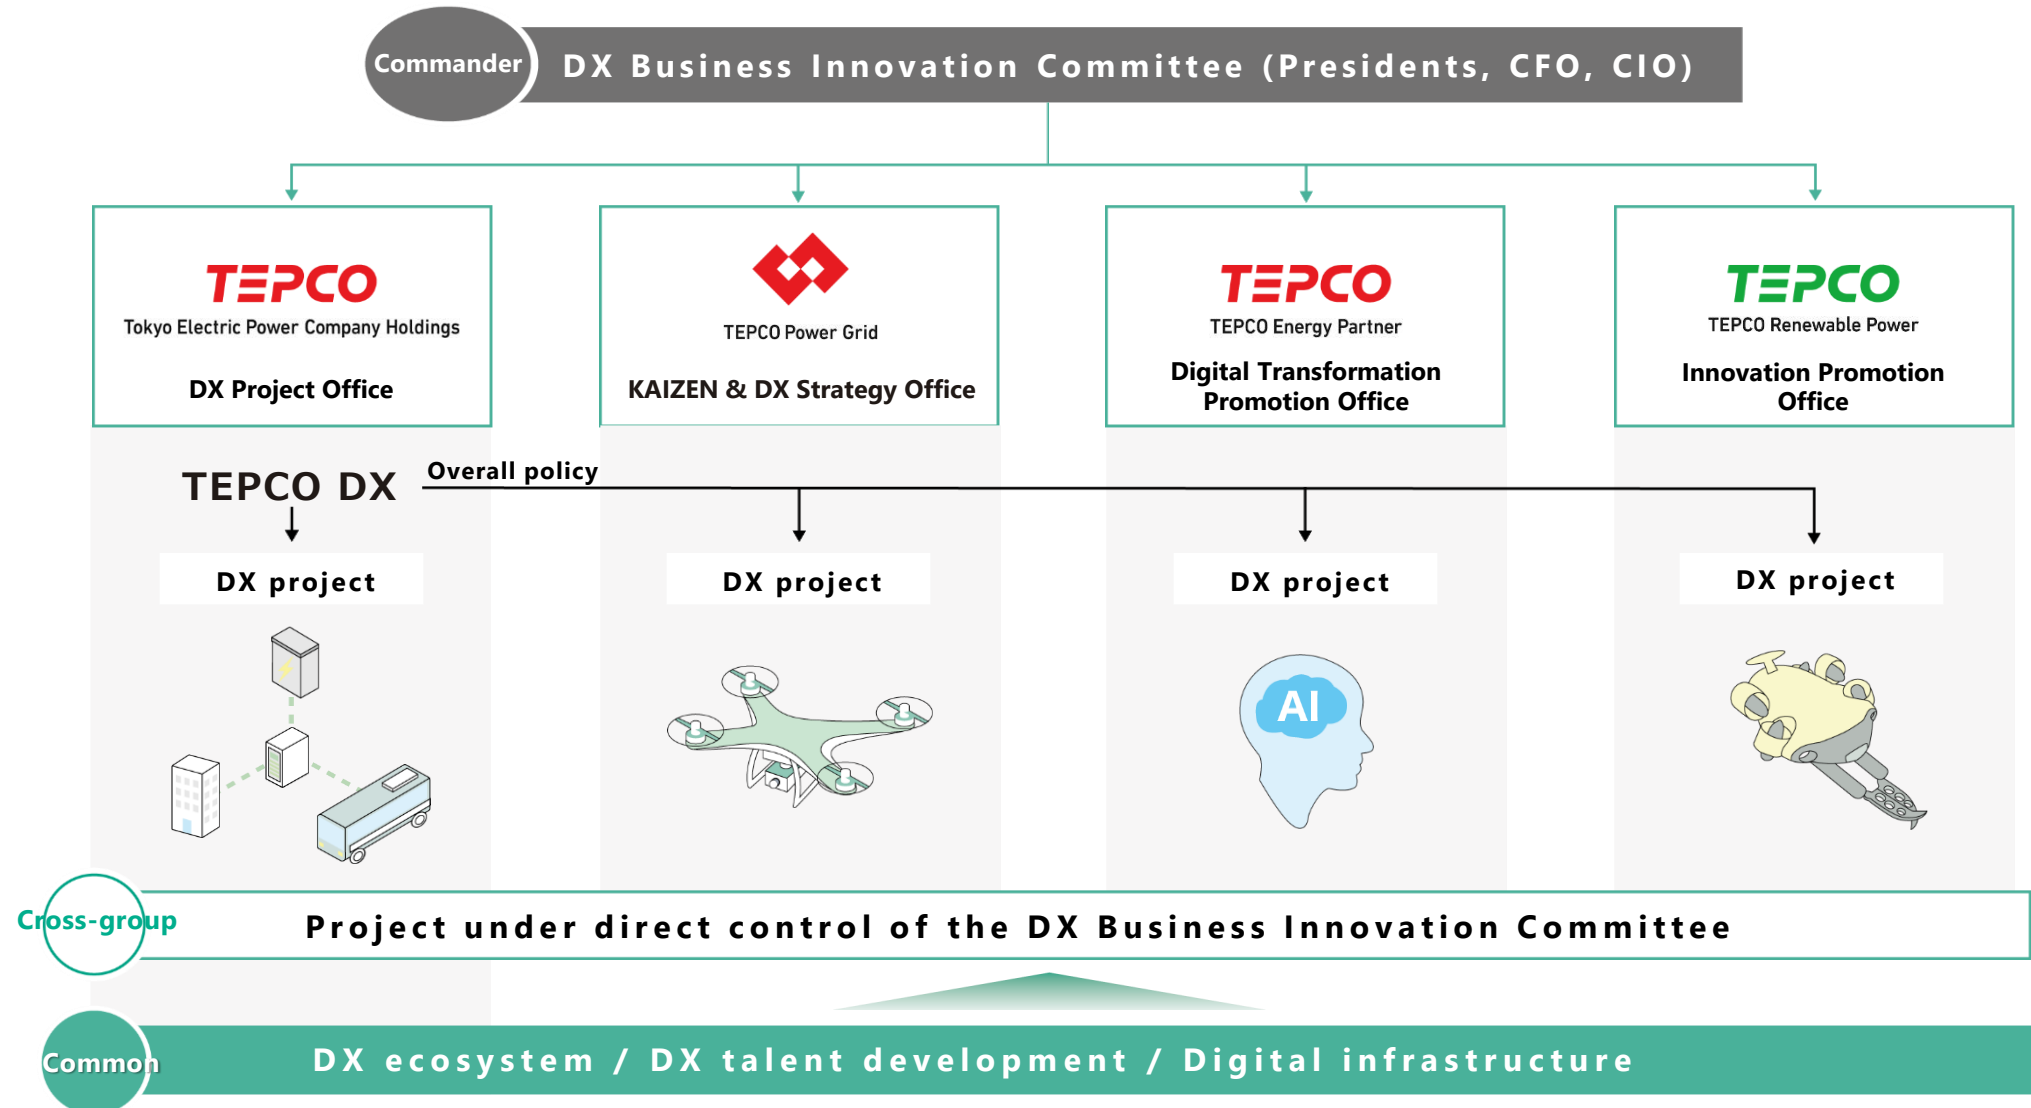 Commander
DX Business Innovation Committee (Presidents, CFO, CIO)
TEPCO
Tokyo Electric Power Company Holdings
DX Project Office
TEPCO Power Grid
KAIZEN & DX Strategy Office
TEPCO
TEPCO Energy Partner
Digital Transformation
Promotion Office
TEPCO
TEPCO Renewable Power
Innovation Promotion
Office
TEPCO DX
Overall policy
DX project
DX project
DX project
DX project
AI
Cross-group
Project under direct control of the DX Business Innovation Committee
Common
DX ecosystem / DX talent development / Digital infrastructure